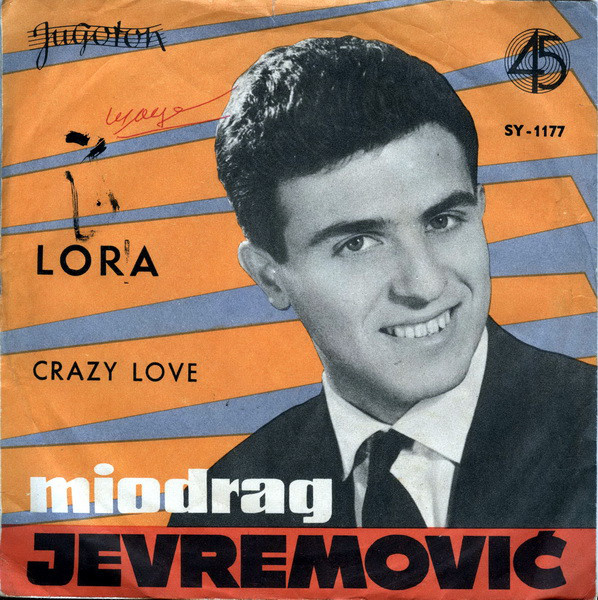 Jugoton
45
SY-1177
LORA
CRAZY LOVE
miodrag
JEVREMOVIĆ